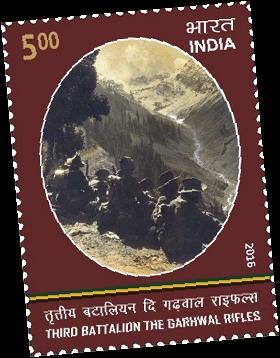 5.00
भारत
INDIA
2016
तृतीय बटालियन दि गढ़वाल राइफल्स
THIRD BATTALION THE GARHWAL RIFLES